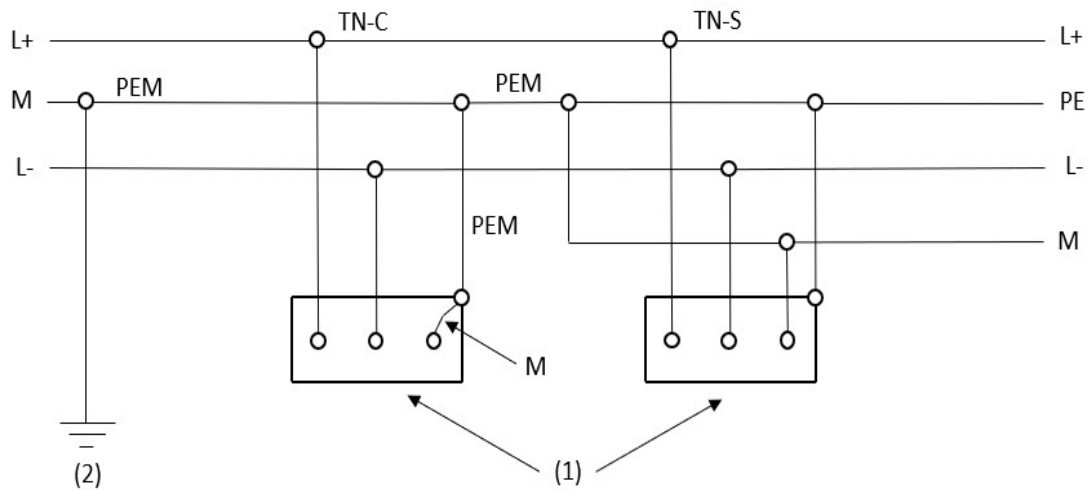 TN-C TN-S
L+ L+
M PEM PEM PE
L- L-
PEM M
M
(2) (1)